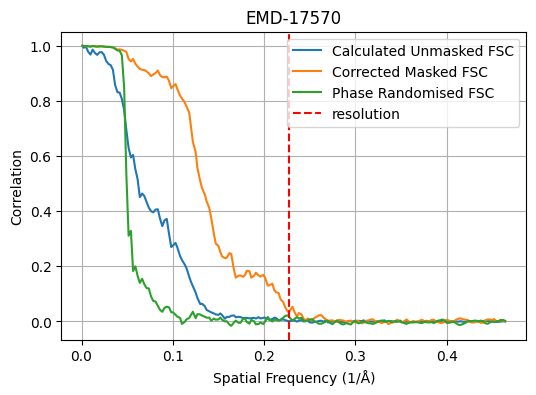 EMD-17570
Calculated Unmasked FSC
Corrected Masked FSC
Phase Randomised FSC
resolution
Correlation
1.0
0.8
0.6
0.4
0.2
0.0
0.0 0.1 0.2 0.3 0.4
Spatial Frequency (1/Å)